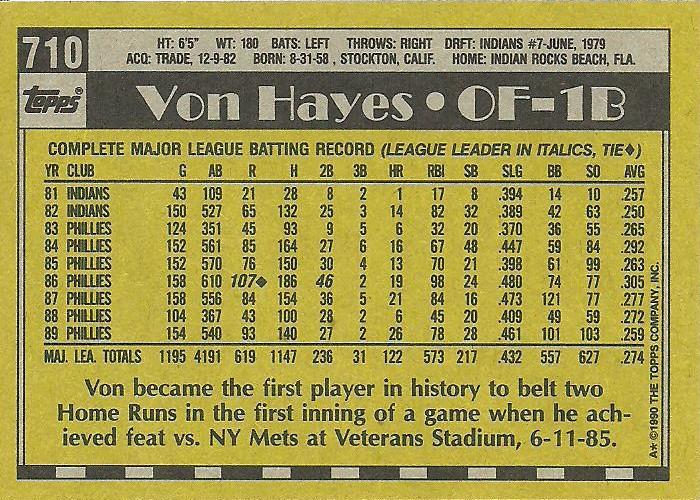 710
HT: 6'5" WT: 180 BATS: LEFT THROWS: RIGHT DRFT: INDIANS #7-JUNE, 1979
ACQ: TRADE, 12-9-82 BORN: 8-31-58 , STOCKTON, CALIF. HOME: INDIAN ROCKS BEACH, FLA.
Topps®
Von Hayes • OF-1B
COMPLETE MAJOR LEAGUE BATTING RECORD (LEAGUE LEADER IN ITALICS, TIE♦)
YR CLUB G AB R H 2B 3B HR RBI SB SLG BB SO AVG
81 INDIANS 43 109 21 28 8 2 1 17 8 .394 14 10 .257
82 INDIANS 150 527 65 132 25 3 14 82 32 .389 42 63 .250
83 PHILLIES 124 351 45 93 9 5 6 32 20 .370 36 55 .265
84 PHILLIES 152 561 85 164 27 6 16 67 48 .447 59 84 .292
85 PHILLIES 152 570 76 150 30 4 13 70 21 .398 61 99 .263
86 PHILLIES 158 610 107♦ 186 46 2 19 98 24 .480 74 77 .305
87 PHILLIES 158 556 84 154 36 5 21 84 16 .473 121 77 .277
88 PHILLIES 104 367 43 100 28 2 6 45 20 .409 49 59 .272
89 PHILLIES 154 540 93 140 27 2 26 78 28 .461 101 103 .259
MAJ. LEA. TOTALS 1195 4191 619 1147 236 31 122 573 217 .432 557 627 .274
Von became the first player in history to belt two
Home Runs in the first inning of a game when he ach-
ieved feat vs. NY Mets at Veterans Stadium, 6-11-85.
A★ ©1990 THE TOPPS COMPANY, INC.